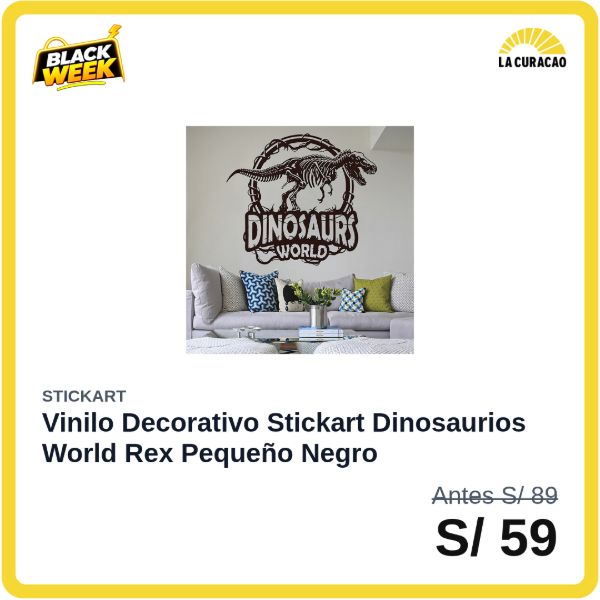 BLACK
WEEK
LA CURACAO
DINOSAURS
WORLD
STICKART
Vinilo Decorativo Stickart Dinosaurios
World Rex Pequeño Negro
Antes S/ 89
S/ 59